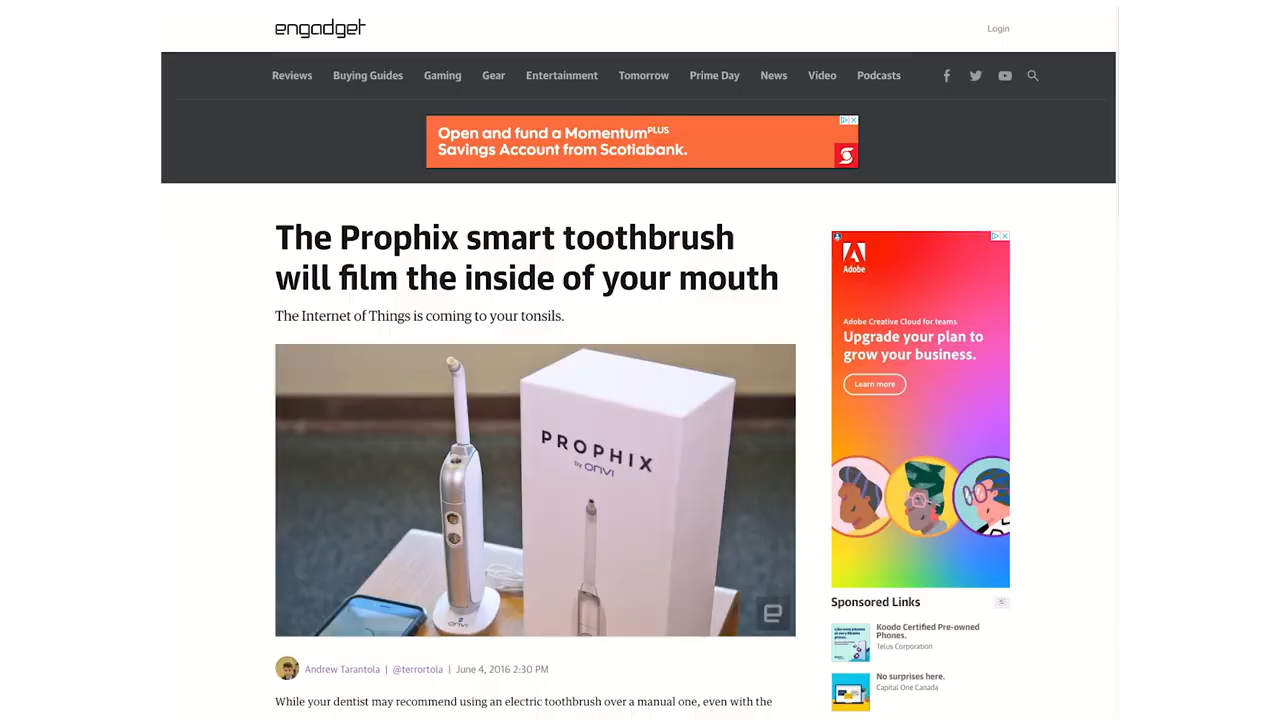 engadget
Login
Reviews Buying Guides Gaming Gear Entertainment Tomorrow Prime Day News Video Podcasts
Open and fund a MomentumPLUS
Savings Account from Scotiabank.
The Prophix smart toothbrush
will film the inside of your mouth
The Internet of Things is coming to your tonsils.
PROPHIX
by onvi
onvi
Andrew Tarantola | @terrortola | June 4, 2016 2:30 PM
While your dentist may recommend using an electric toothbrush over a manual one, even with the
Adobe
Adobe Creative Cloud for teams
Upgrade your plan to
grow your business.
Learn more
Sponsored Links
Koodo Certified Pre-owned
Phones.
Telus Corporation
No surprises here.
Capital One Canada